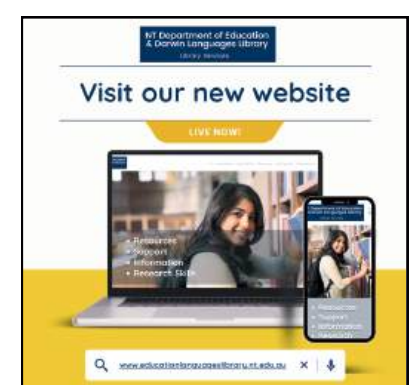 NT Department of Education
& Darwin Languages Library
Library Services
Visit our new website
LIVE NOW!
• Resources
• Support
• Information
• Research Skills
• Resources
• Support
• Information
• Research
www.educationlanguageslibrary.nt.edu.au